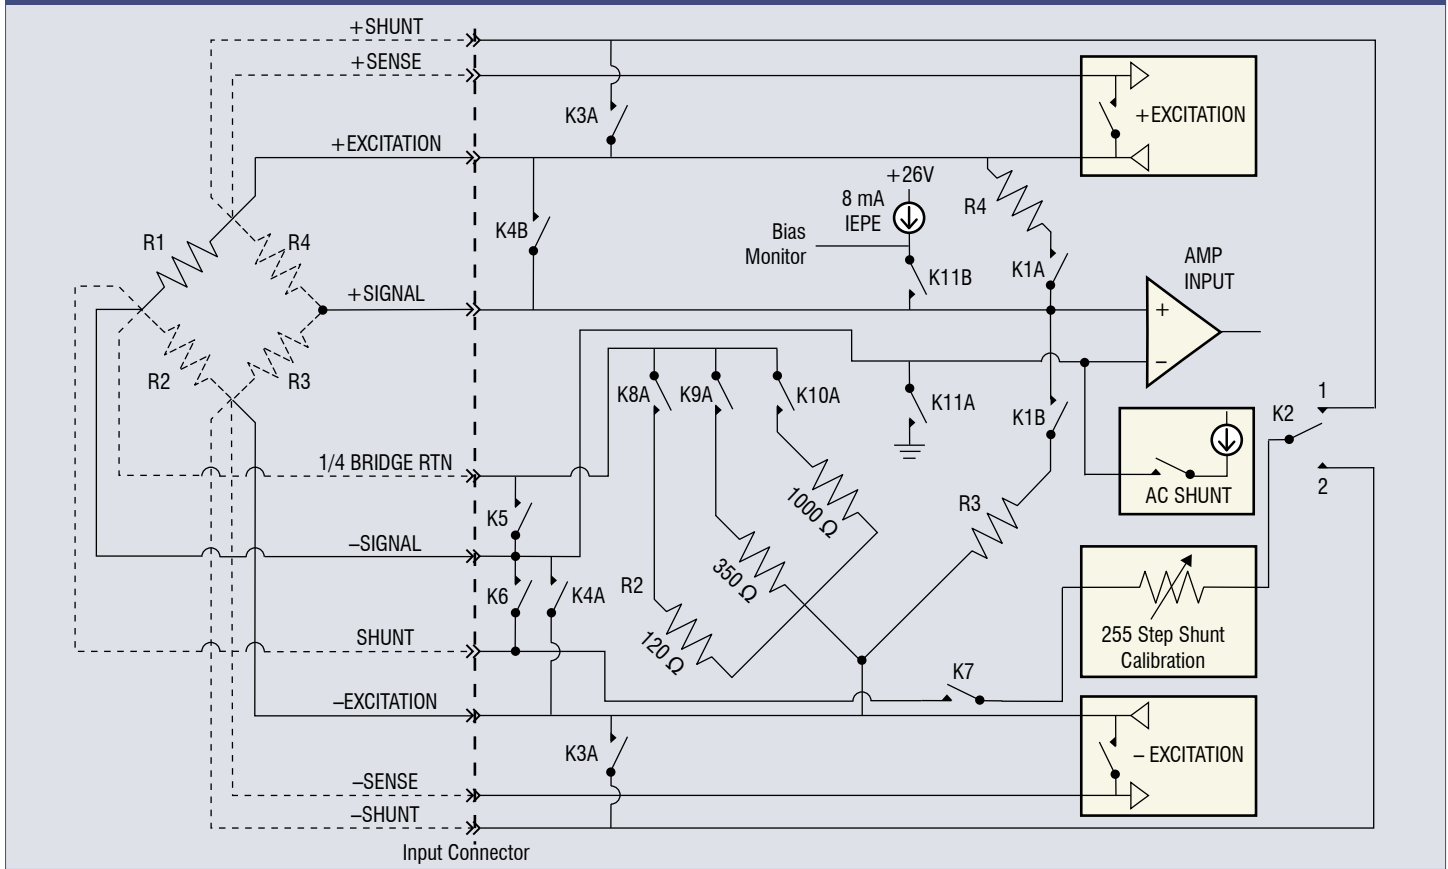 +SHUNT
+SENSE
K3A
+EXCITATION
+EXCITATION
+26V
8 mA
IEPE
R4
R1
R4
K4B
Bias
Monitor
K11B
K1A
AMP
INPUT
+SIGNAL
+
–
R2
R3
K8A
K9A
K10A
K11A
K1B
K2
1
2
1/4 BRIDGE RTN
1000 Ω
R3
AC SHUNT
K5
–SIGNAL
350 Ω
R2
K6
K4A
120 Ω
SHUNT
255 Step Shunt
Calibration
K7
–EXCITATION
K3A
– EXCITATION
–SENSE
–SHUNT
Input Connector